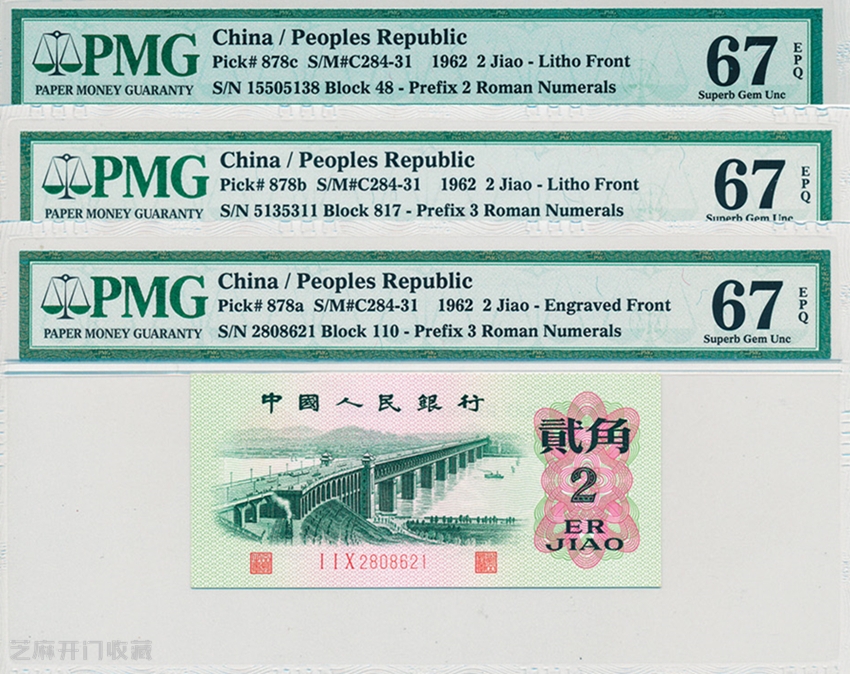 PMG
PAPER MONEY GUARANTY
China / Peoples Republic
Pick# 878c S/M#C284-31 1962 2 Jiao - Litho Front
S/N 15505138 Block 48 - Prefix 2 Roman Numerals
67
EPQ
Superb Gem Unc
PMG
PAPER MONEY GUARANTY
China / Peoples Republic
Pick# 878b S/M#C284-31 1962 2 Jiao - Litho Front
S/N 5135311 Block 817 - Prefix 3 Roman Numerals
67
EPQ
Superb Gem Unc
PMG
PAPER MONEY GUARANTY
China / Peoples Republic
Pick# 878a S/M#C284-31 1962 2 Jiao - Engraved Front
S/N 2808621 Block 110 - Prefix 3 Roman Numerals
67
EPQ
Superb Gem Unc
中國人民銀行
貳角
2
ER
JIAO
IIX2808621
芝麻开门收藏